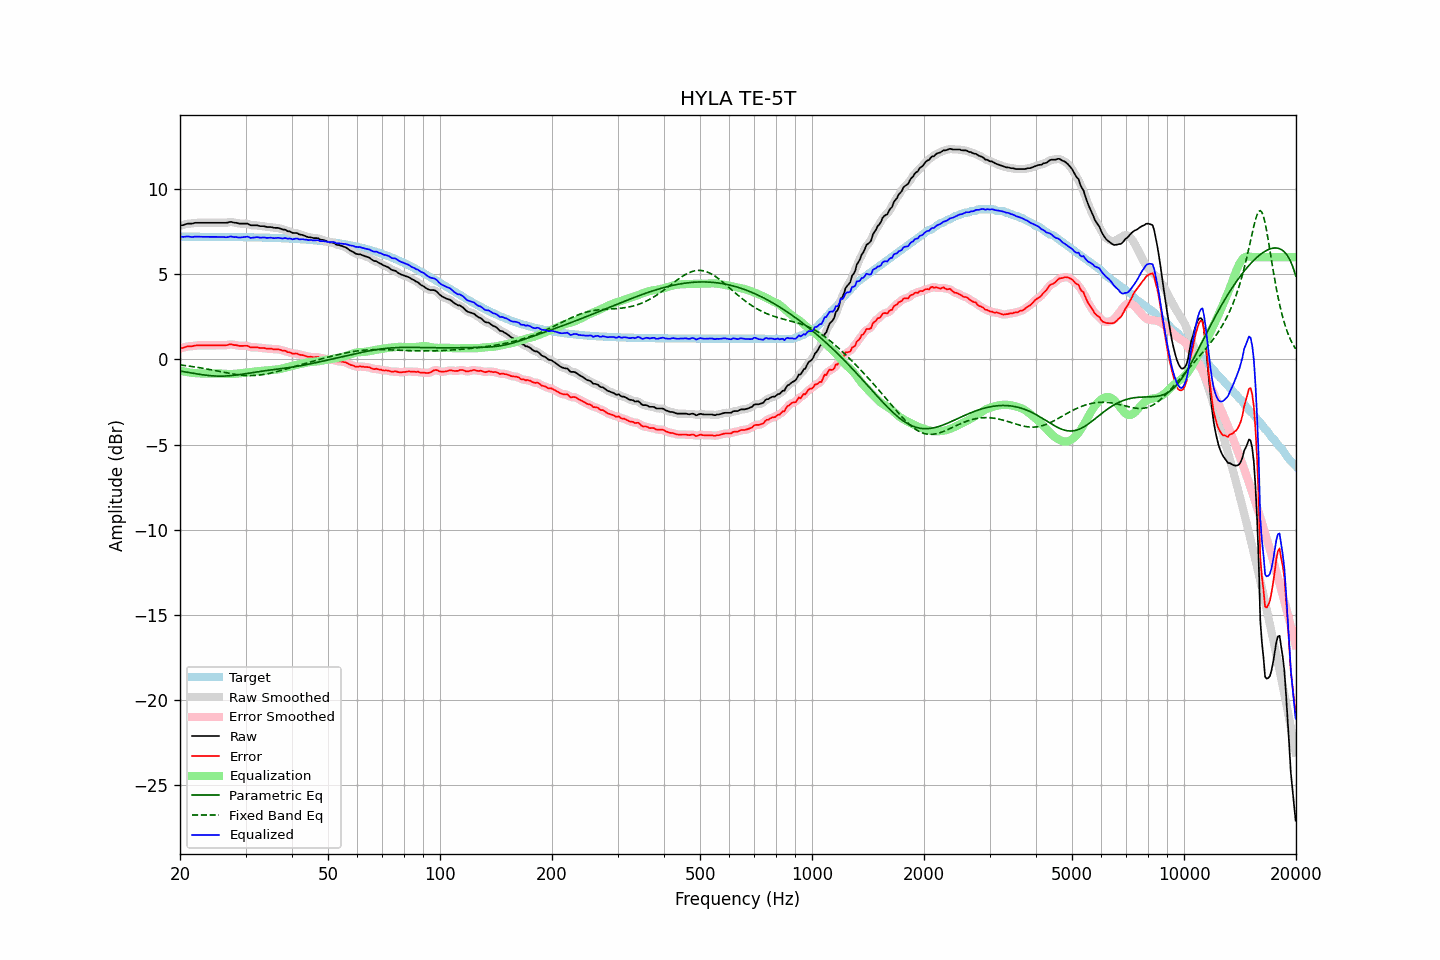 HYLA TE-5T
Amplitude (dBr)
10
5
0
−5
−10
−15
−20
−25
Target
Raw Smoothed
Error Smoothed
Raw
Error
Equalization
Parametric Eq
Fixed Band Eq
Equalized
20 50 100 200 500 1000 2000 5000 10000 20000
Frequency (Hz)